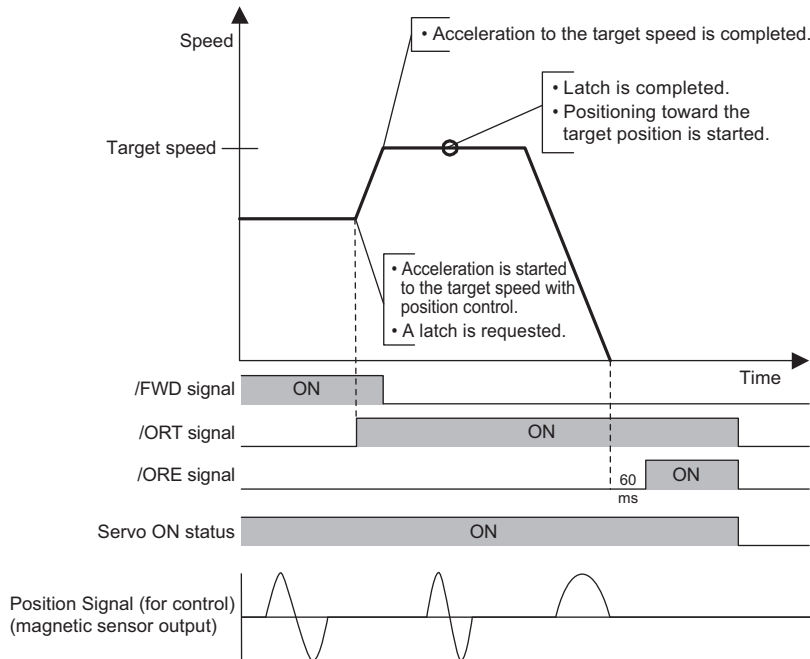 Speed
• Acceleration to the target speed is completed.
• Latch is completed.
• Positioning toward the
target position is started.
Target speed
• Acceleration is started
to the target speed with
position control.
• A latch is requested.
Time
/FWD signal
ON
/ORT signal
ON
/ORE signal
60
ms
ON
Servo ON status
ON
Position Signal (for control)
(magnetic sensor output)